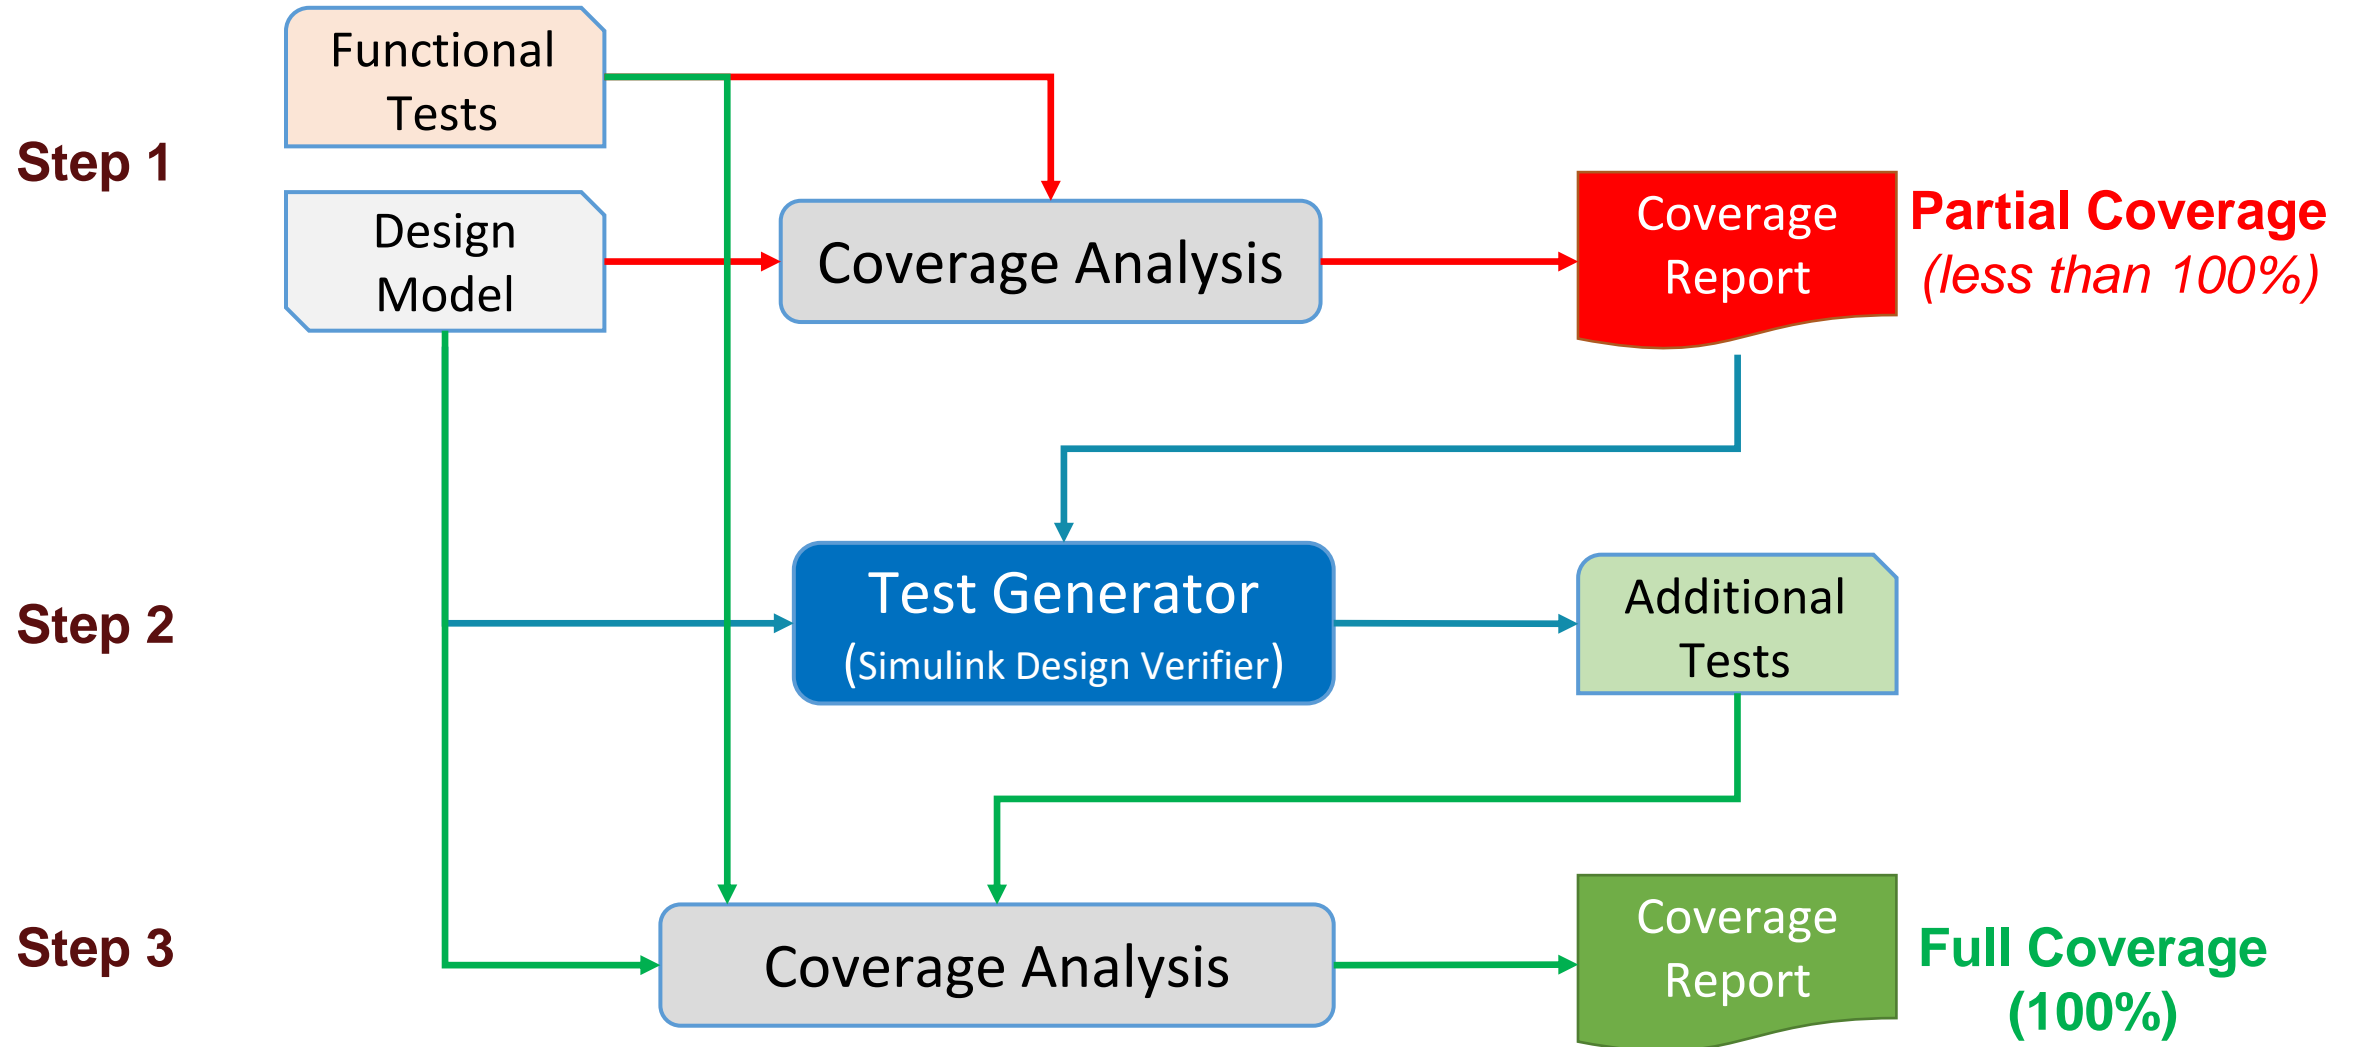 Step 1
Functional
Tests
Design
Model
Coverage Analysis
Coverage
Report
Partial Coverage
(less than 100%)
Step 2
Test Generator
(Simulink Design Verifier)
Additional
Tests
Step 3
Coverage Analysis
Coverage
Report
Full Coverage
(100%)